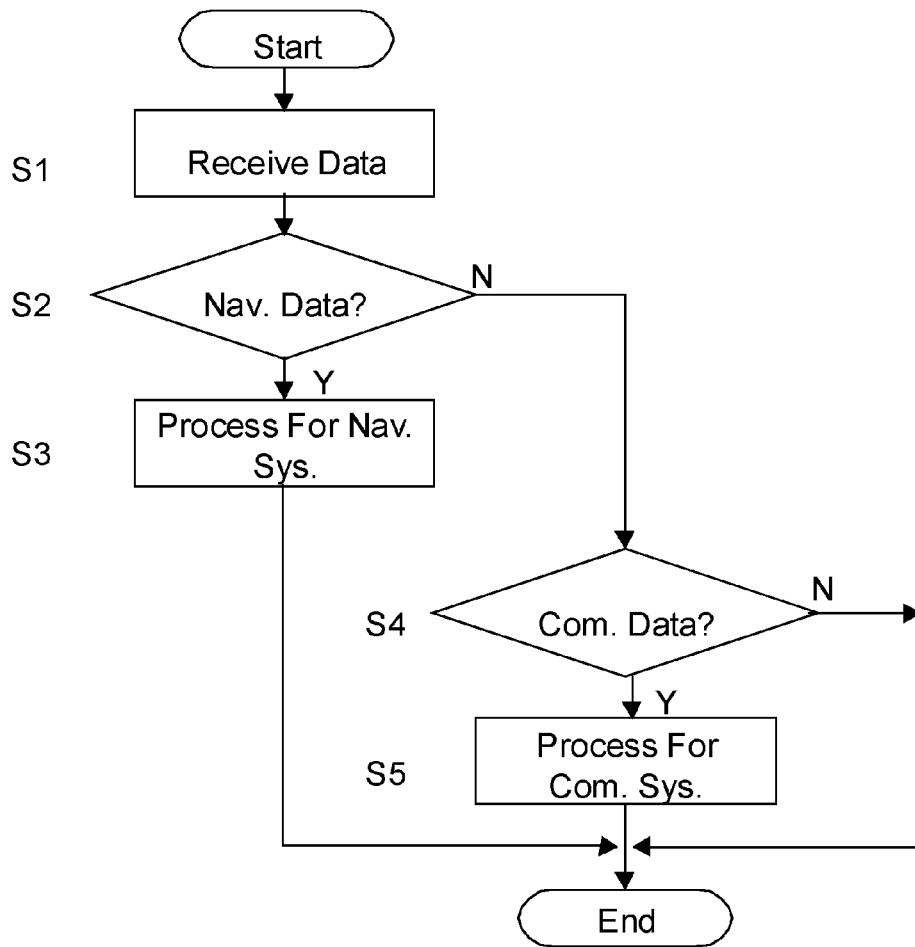 Start
S1
Receive Data
S2
Nav. Data?
N
Y
S3
Process For Nav.
Sys.
S4
Com. Data?
N
Y
S5
Process For
Com. Sys.
End